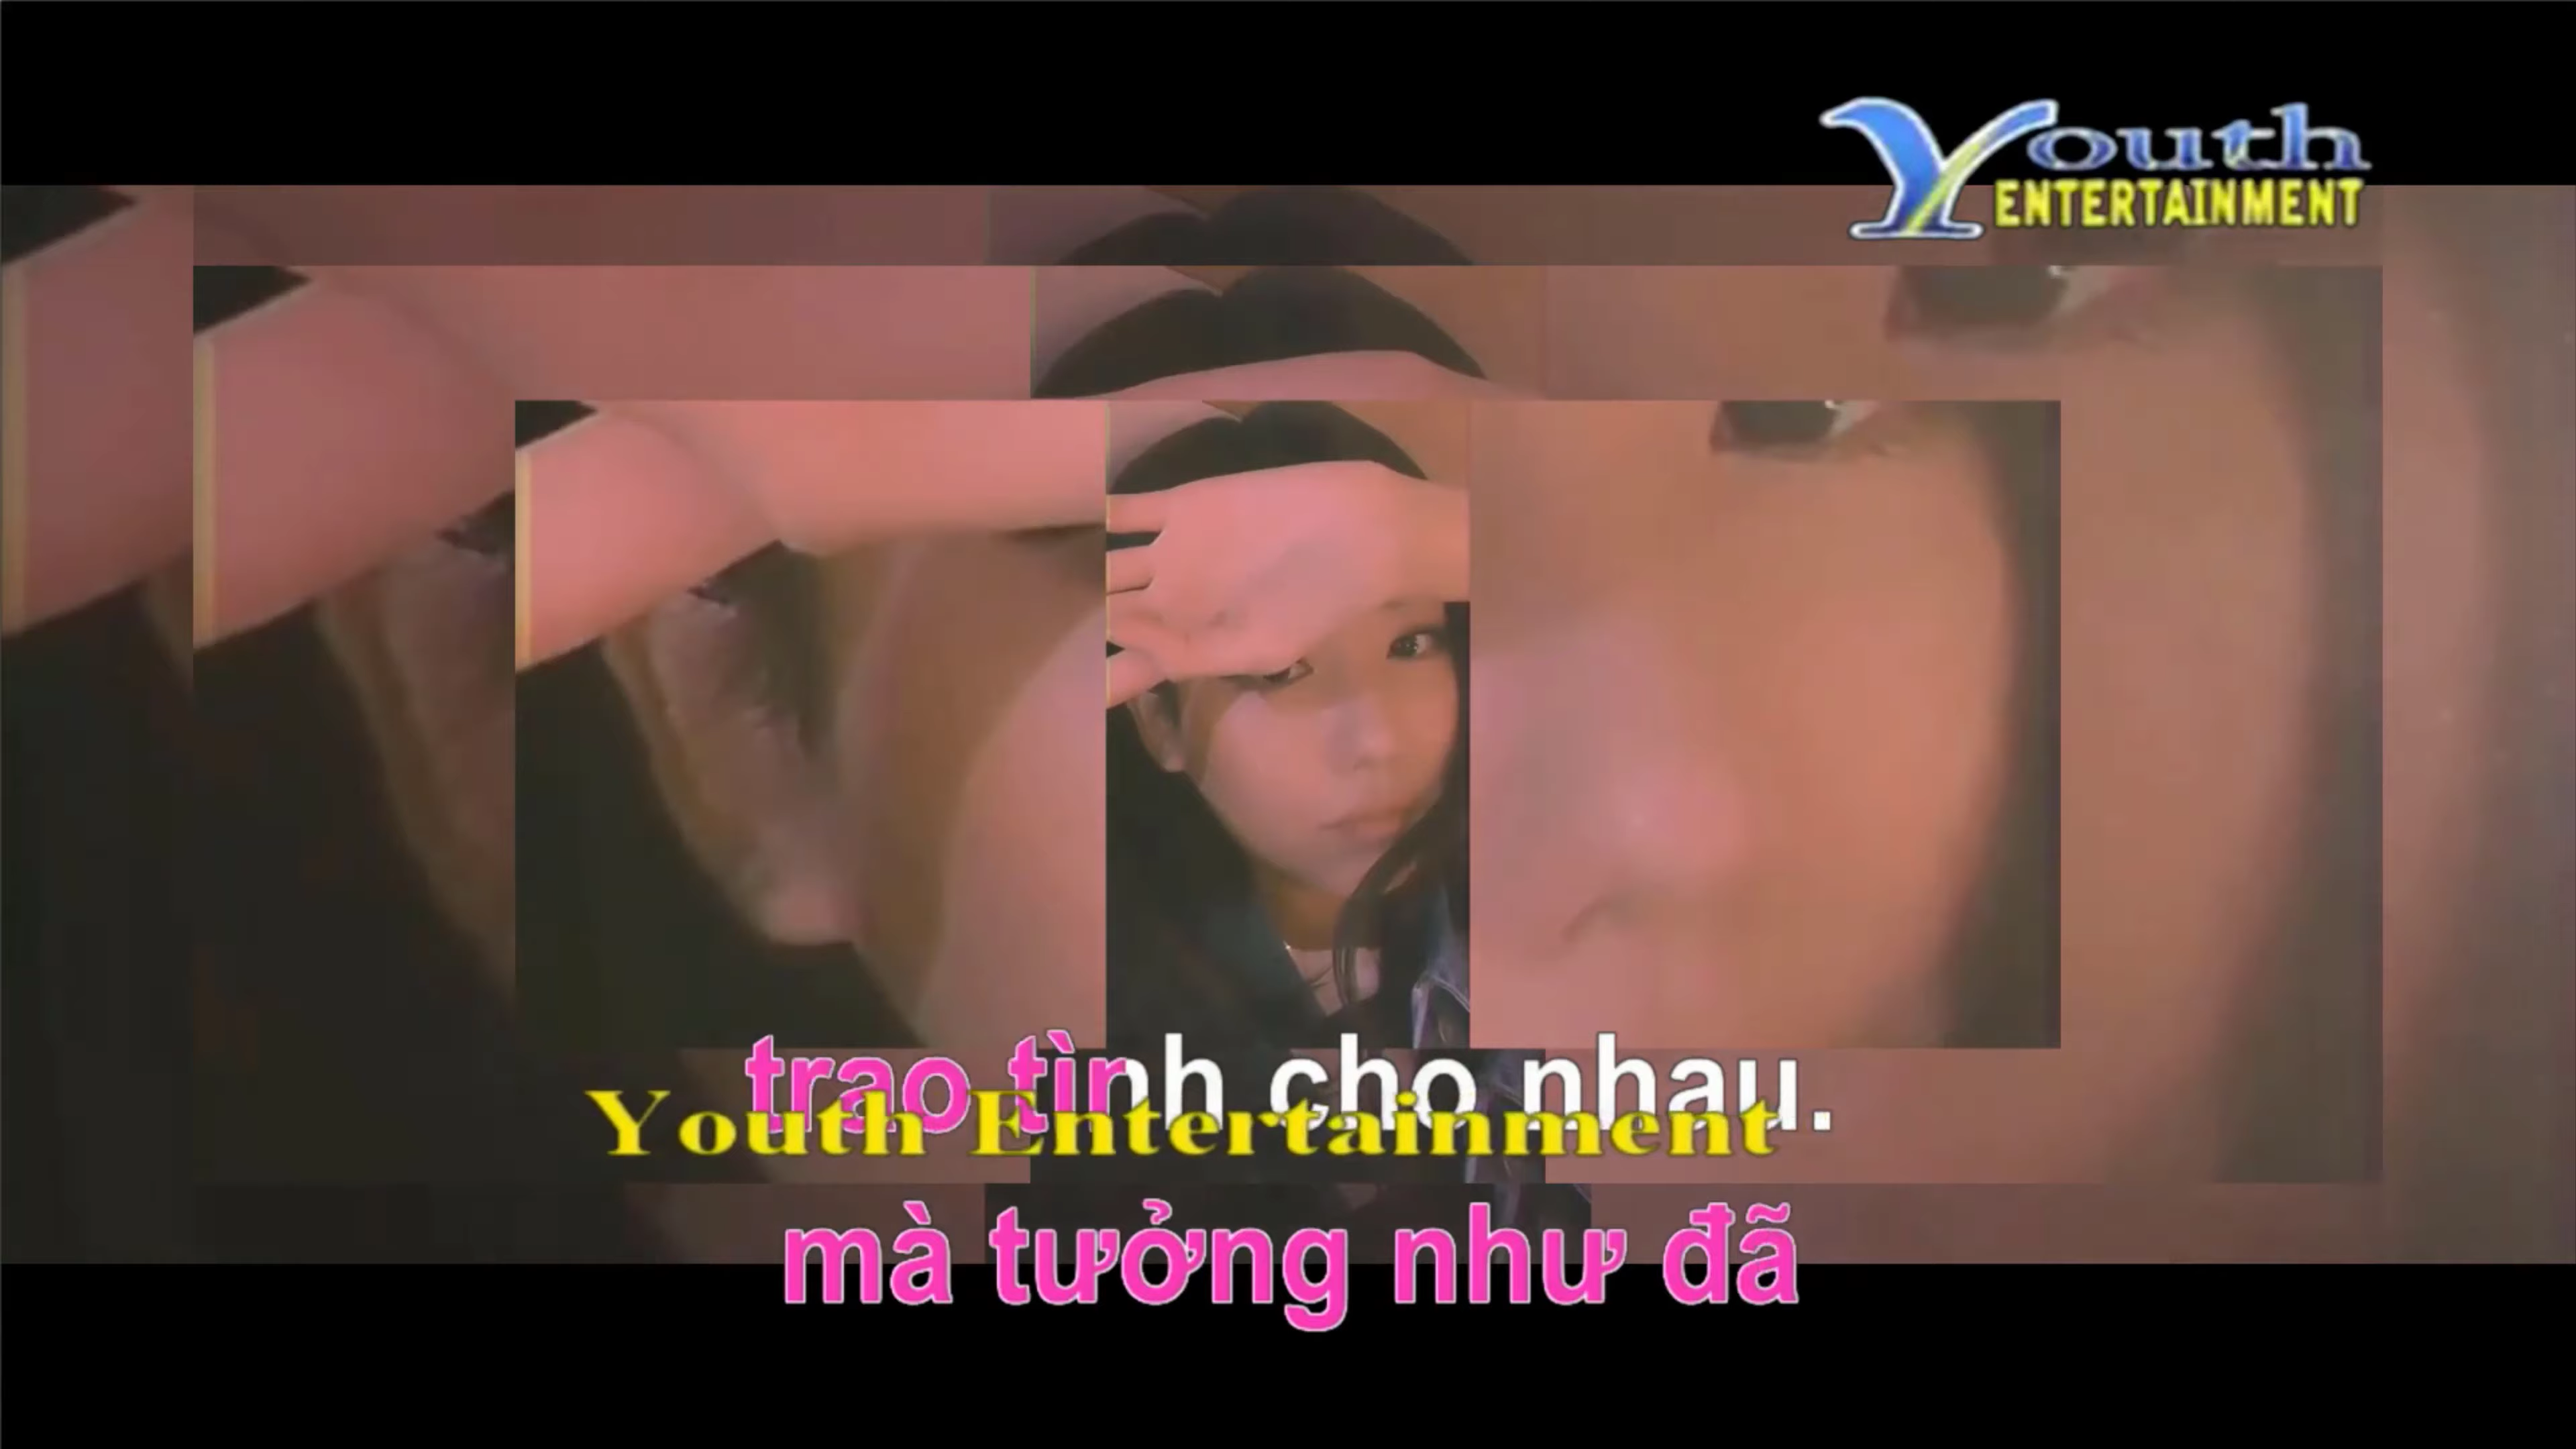 Youth
ENTERTAINMENT
trao tình cho nhau.
Youth Entertainment
mà tưởng như đã